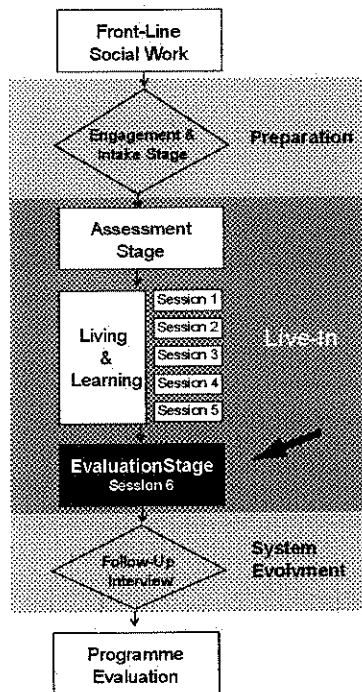 Front-Line
Social Work
Engagement &
Intake Stage
Preparation
Assessment
Stage
Living
&
Learning
Session 1
Session 2
Session 3
Session 4
Session 5
Live-in
EvaluationStage
Session 6
Follow-Up
Interview
System
Evolvment
Programme
Evaluation